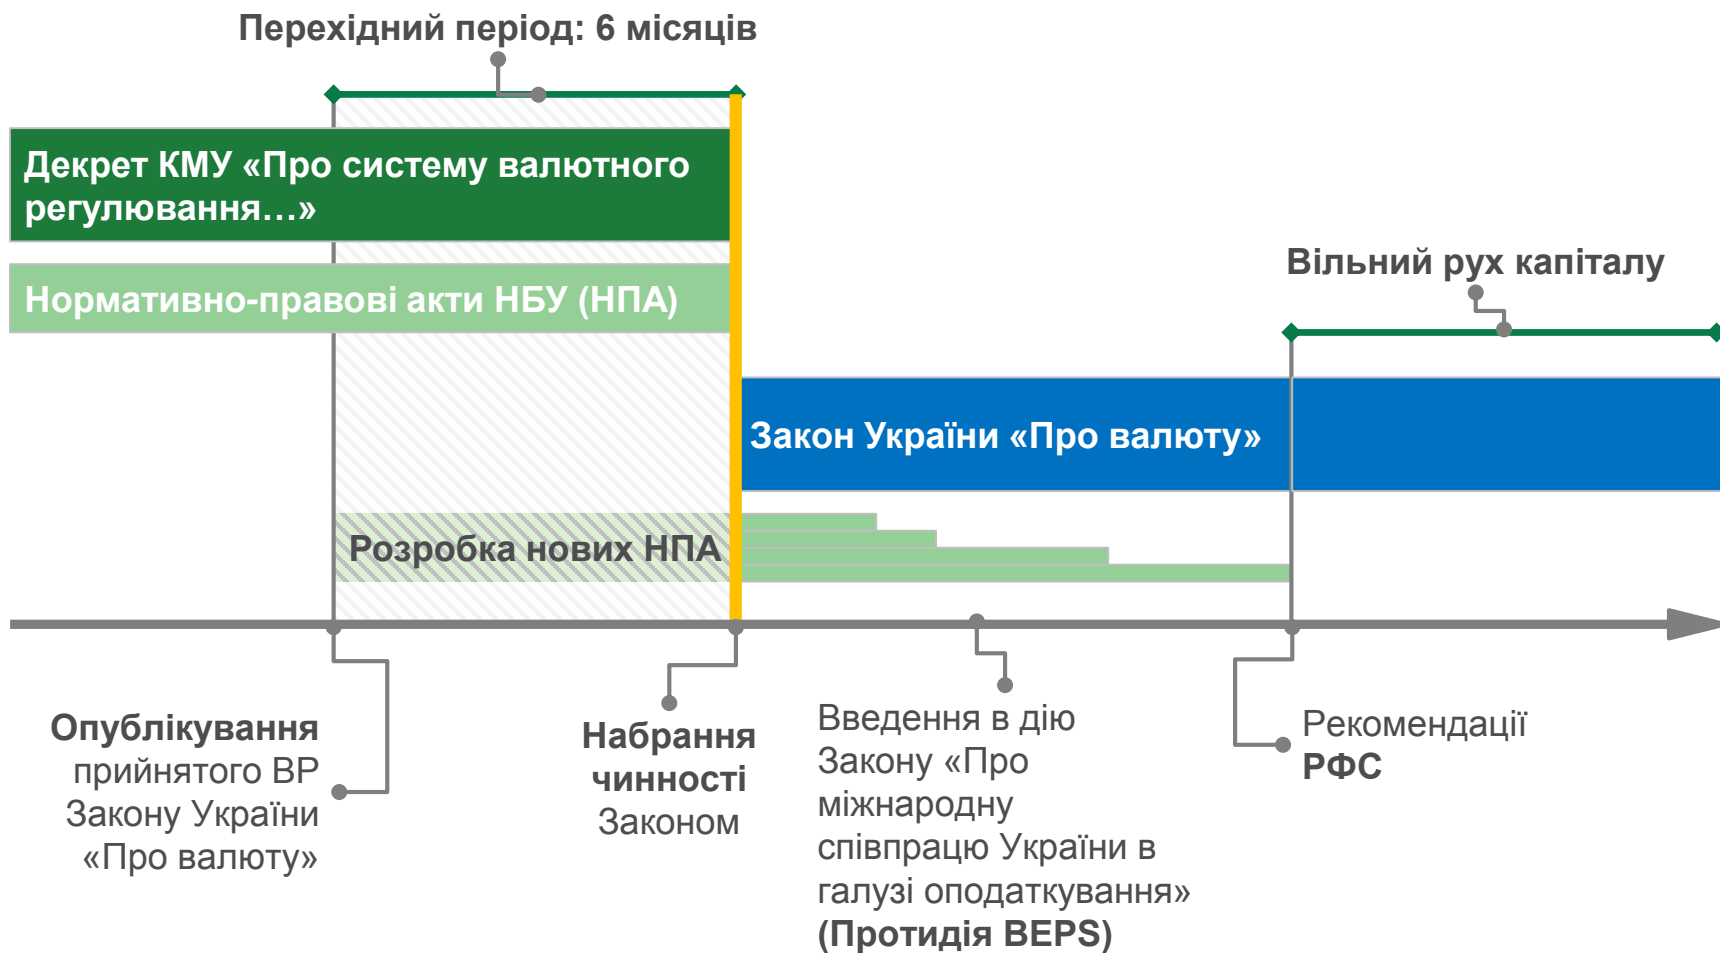 Перехідний період: 6 місяців
Декрет КМУ «Про систему валютного
регулювання…»
Нормативно-правові акти НБУ (НПА)
Вільний рух капіталу
Закон України «Про валюту»
Розробка нових НПА
Опублікування
прийнятого ВР
Закону України
«Про валюту»
Набрання
чинності
Законом
Введення в дію
Закону «Про
міжнародну
співпрацю України в
галузі оподаткування»
(Протидія BEPS)
Рекомендації
РФС